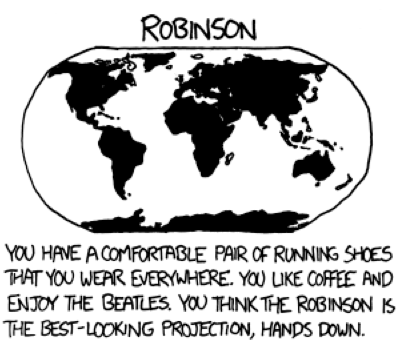 ROBINSON
YOU HAVE A COMFORTABLE PAIR OF RUNNING SHOES
THAT YOU WEAR EVERYWHERE. YOU LIKE COFFEE AND
ENJOY THE BEATLES. YOU THINK THE ROBINSON IS
THE BEST-LOOKING PROJECTION, HANDS DOWN.